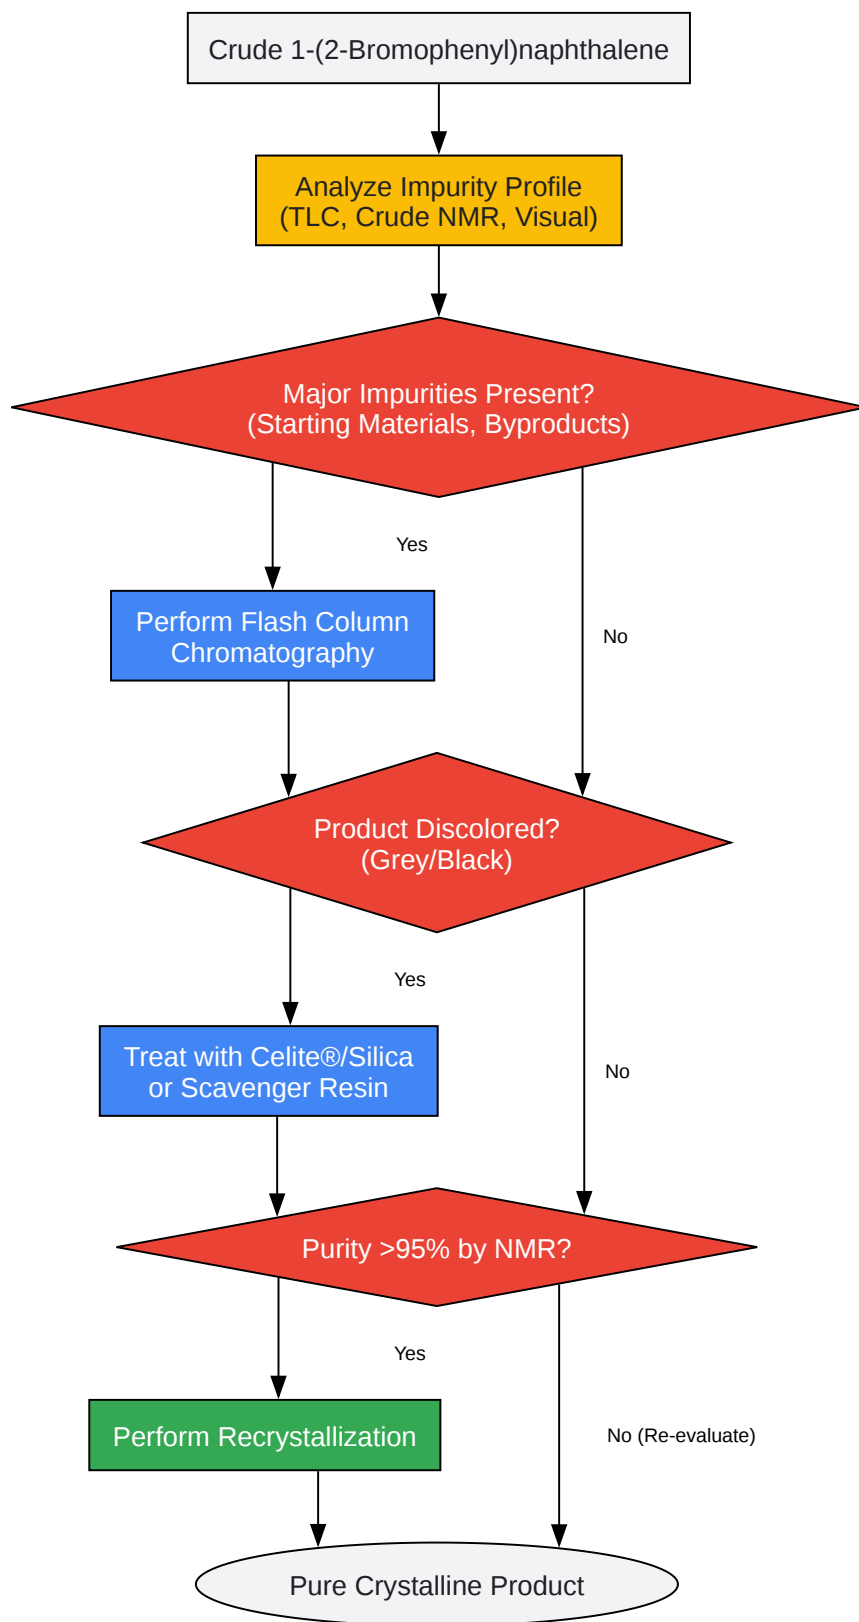 Crude 1-(2-Bromophenyl)naphthalene
Analyze Impurity Profile
(TLC, Crude NMR, Visual)
Major Impurities Present?
(Starting Materials, Byproducts)
Yes
Perform Flash Column
Chromatography
No
Product Discolored?
(Grey/Black)
Yes
Treat with Celite®/Silica
or Scavenger Resin
No
Purity >95% by NMR?
Yes
Perform Recrystallization
No (Re-evaluate)
Pure Crystalline Product